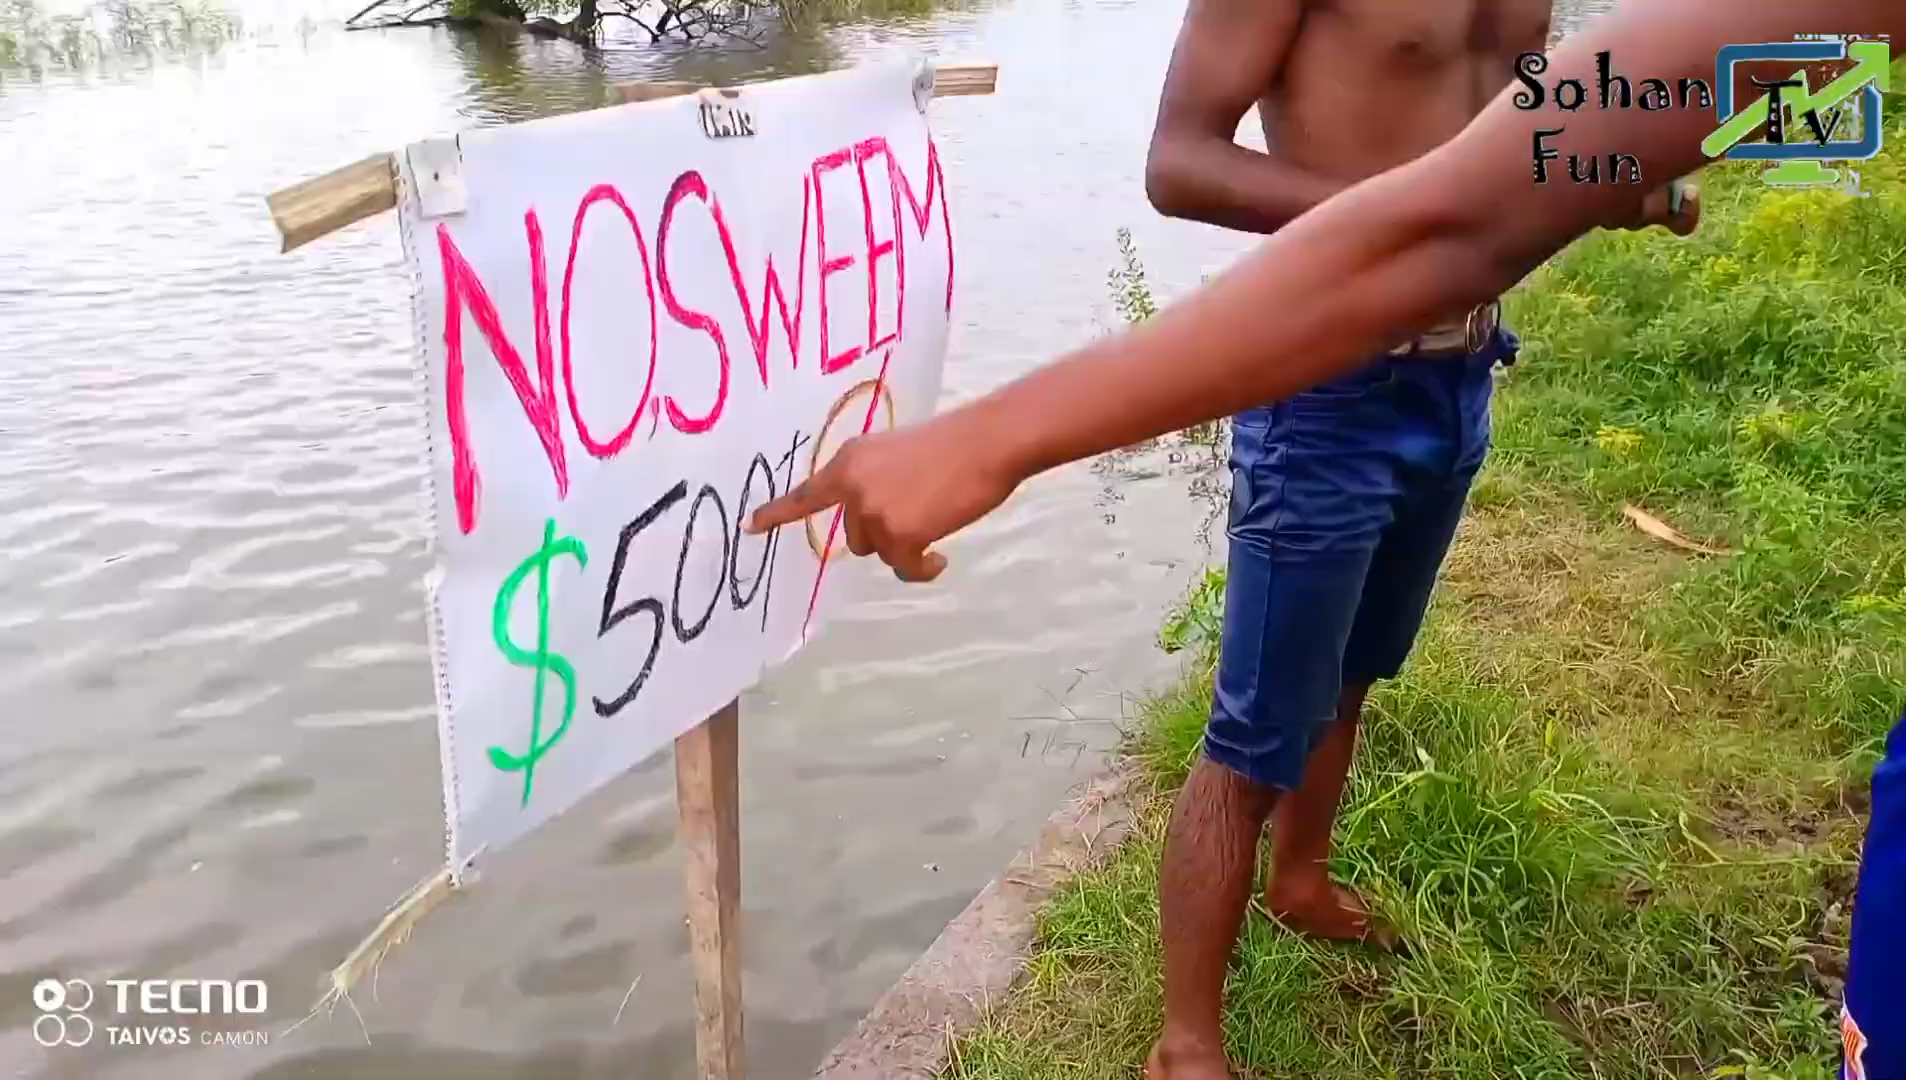 NO,SWEEM
$500/t
Sohan Tv
Fun
TECNO
TAIVOS CAMON